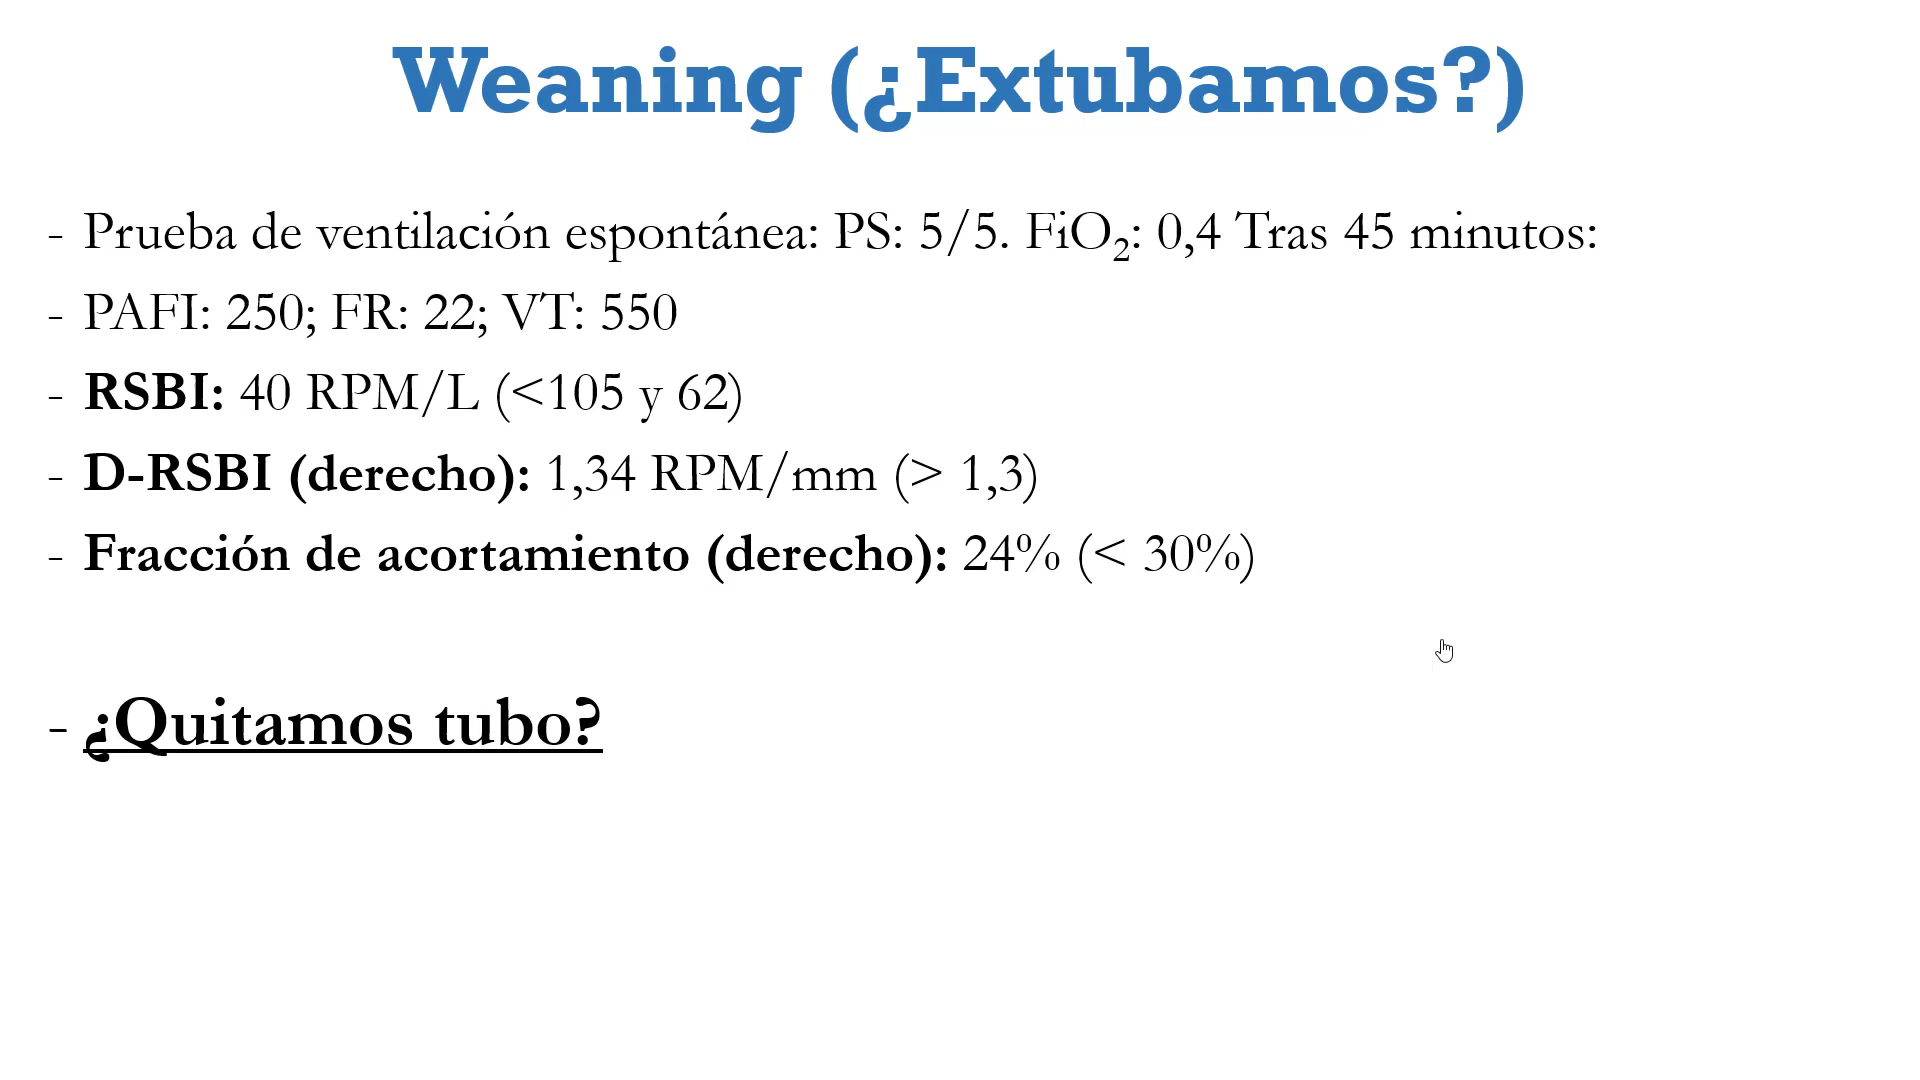 Weaning (¿Extubamos?)
- Prueba de ventilación espontánea: PS: 5/5. FiO₂: 0,4 Tras 45 minutos:
- PAFI: 250; FR: 22; VT: 550
- RSBI: 40 RPM/L (<105 y 62)
- D-RSBI (derecho): 1,34 RPM/mm (> 1,3)
- Fracción de acortamiento (derecho): 24% (< 30%)
- ¿Quitamos tubo?